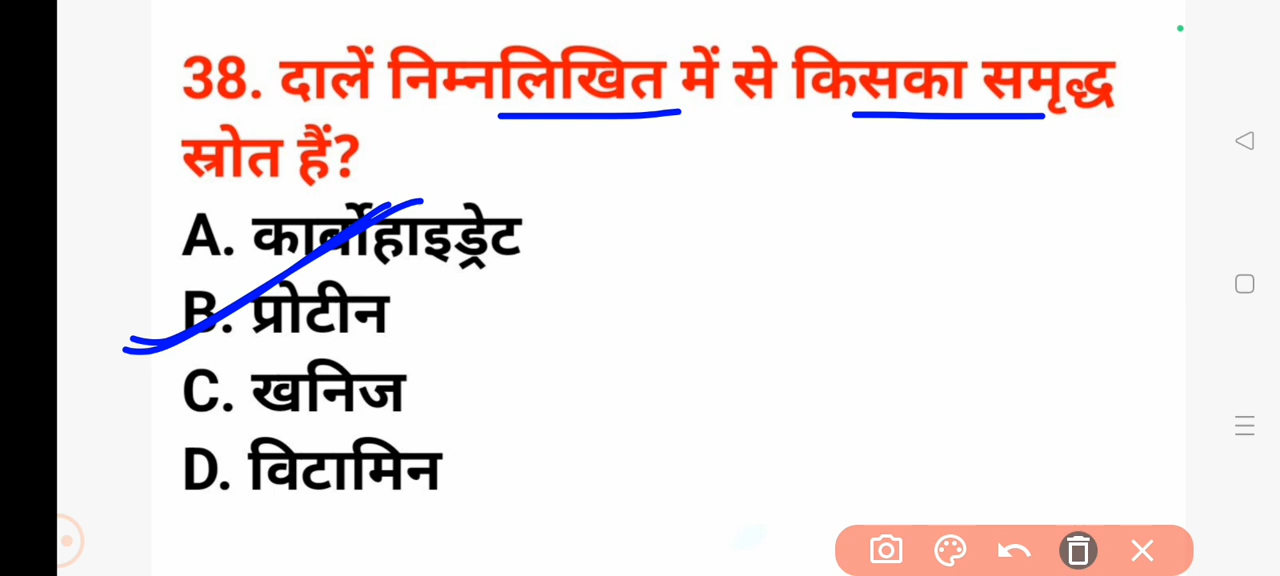 38. दालें निम्नलिखित में से किसका समृद्ध
स्रोत हैं?
A. कार्बोहाइड्रेट
B. प्रोटीन
C. खनिज
D. विटामिन